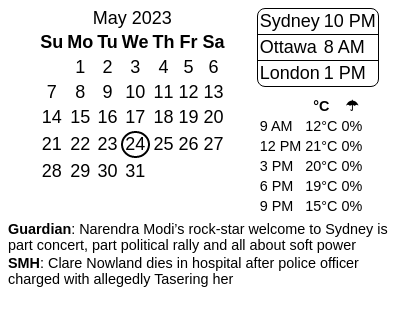 May 2023
Su Mo Tu We Th Fr Sa
1 2 3 4 5 6
7 8 9 10 11 12 13
14 15 16 17 18 19 20
21 22 23 24 25 26 27
28 29 30 31
Sydney 10 PM
Ottawa 8 AM
London 1 PM
°C ☂
9 AM 12°C 0%
12 PM 21°C 0%
3 PM 20°C 0%
6 PM 19°C 0%
9 PM 15°C 0%
Guardian: Narendra Modi’s rock-star welcome to Sydney is
part concert, part political rally and all about soft power
SMH: Clare Nowland dies in hospital after police officer
charged with allegedly Tasering her